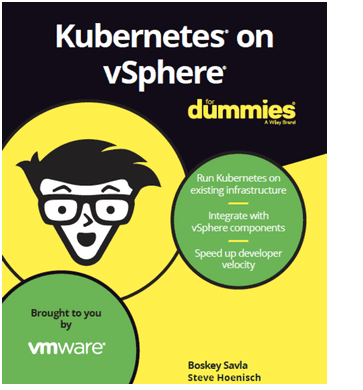 Kubernetes® on
vSphere®
for
dummies®
A Wiley Brand
Run Kubernetes on
existing infrastructure
Integrate with
vSphere components
Speed up developer
velocity
Brought to you
by
vmware®
Boskey Savla
Steve Hoenisch